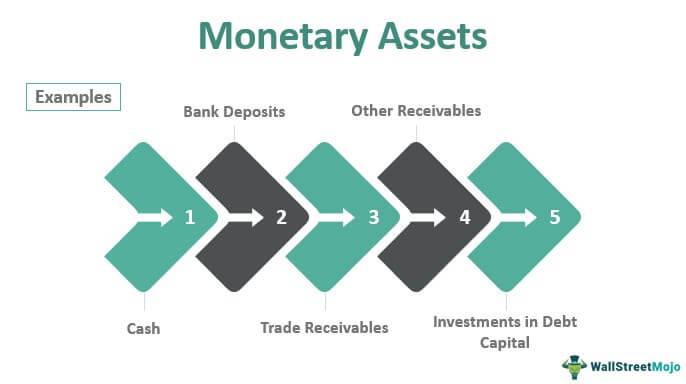 Monetary Assets
Examples
Bank Deposits
Other Receivables
1
2
3
4
5
Cash
Trade Receivables
Investments in Debt
Capital
WallStreetMojo